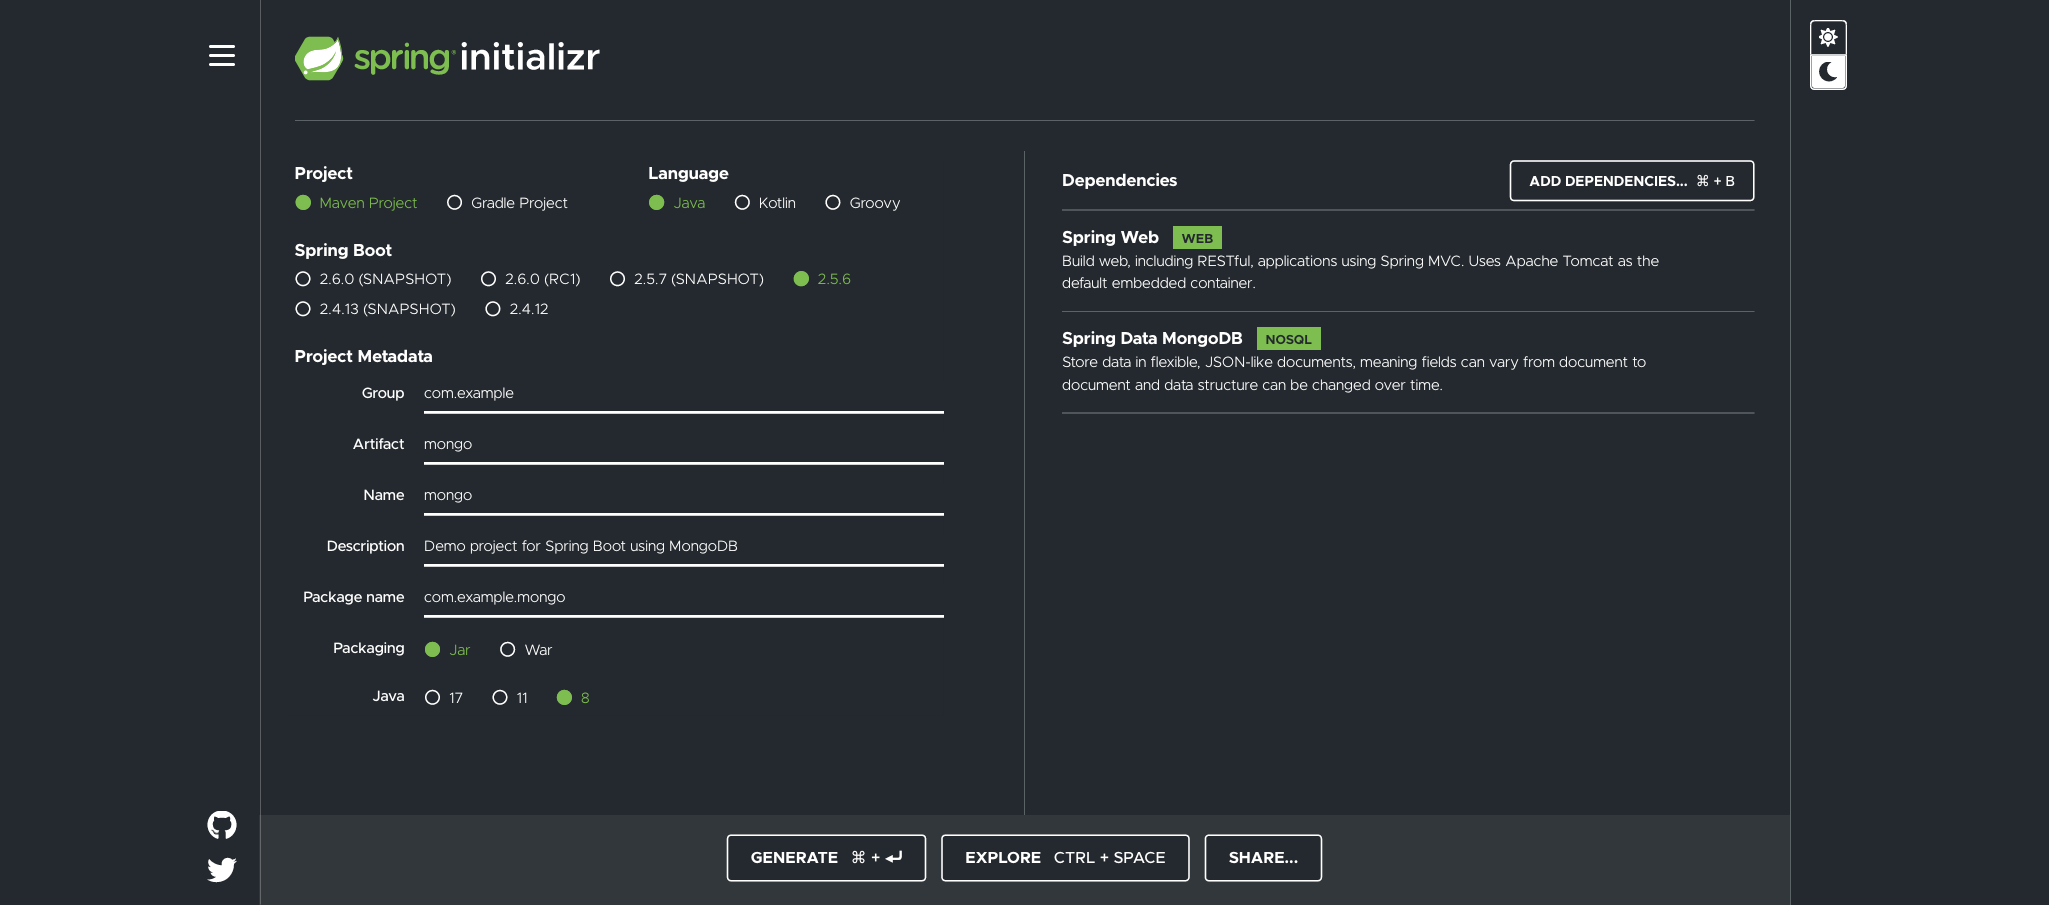 spring initializr
Project
Maven Project Gradle Project
Language
Java Kotlin Groovy
Spring Boot
2.6.0 (SNAPSHOT) 2.6.0 (RC1) 2.5.7 (SNAPSHOT) 2.5.6
2.4.13 (SNAPSHOT) 2.4.12
Project Metadata
Group com.example
Artifact mongo
Name mongo
Description Demo project for Spring Boot using MongoDB
Package name com.example.mongo
Packaging Jar War
Java 17 11 8
Dependencies ADD DEPENDENCIES... ⌘ + B
Spring Web WEB
Build web, including RESTful, applications using Spring MVC. Uses Apache Tomcat as the
default embedded container.
Spring Data MongoDB NOSQL
Store data in flexible, JSON-like documents, meaning fields can vary from document to
document and data structure can be changed over time.
GENERATE ⌘ + ⏎ EXPLORE CTRL + SPACE SHARE...